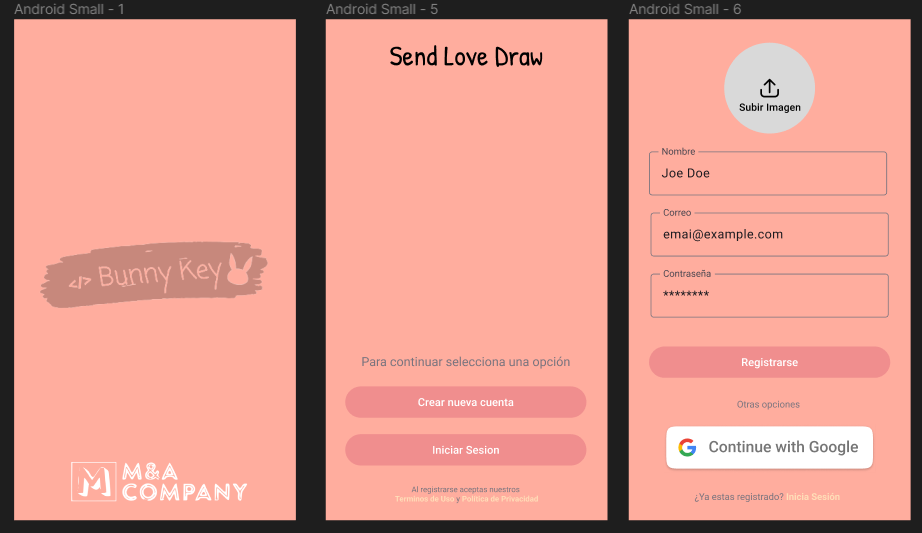 Android Small - 1
</> Bunny Key
M&A
COMPANY
Android Small - 5
Send Love Draw
Para continuar selecciona una opción
Crear nueva cuenta
Iniciar Sesion
Al registrarse aceptas nuestros
Terminos de Uso y Política de Privacidad
Android Small - 6
Subir Imagen
Nombre
Joe Doe
Correo
emai@example.com
Contraseña
********
Registrarse
Otras opciones
Continue with Google
¿Ya estas registrado? Inicia Sesión